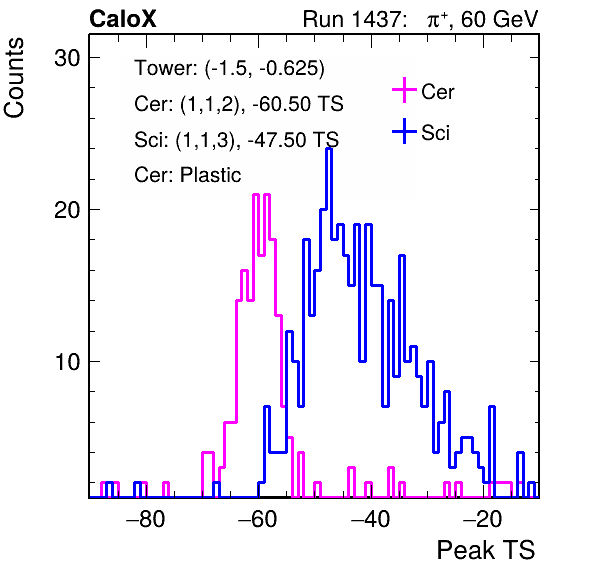 CaloX Run 1437: π⁺, 60 GeV
Counts
30
20
10
Tower: (-1.5, -0.625)
Cer: (1,1,2), -60.50 TS
Sci: (1,1,3), -47.50 TS
Cer: Plastic
Cer
Sci
−80 −60 −40 −20
Peak TS